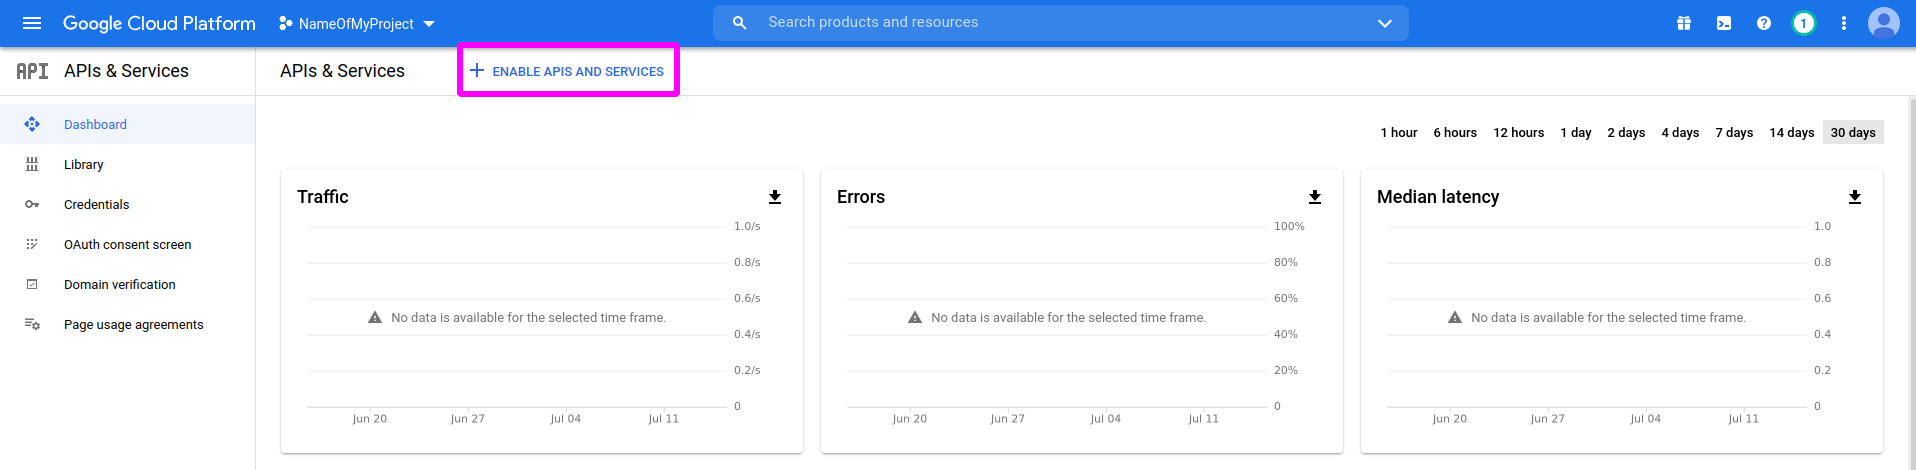 Google Cloud Platform
NameOfMyProject
Search products and resources
1
API
APIs & Services
APIs & Services
ENABLE APIS AND SERVICES
Dashboard
Library
Credentials
OAuth consent screen
Domain verification
Page usage agreements
1 hour 6 hours 12 hours 1 day 2 days 4 days 7 days 14 days 30 days
Traffic
1.0/s
0.8/s
0.6/s
No data is available for the selected time frame.
0.4/s
0.2/s
0
Jun 20 Jun 27 Jul 04 Jul 11
Errors
100%
80%
60%
No data is available for the selected time frame.
40%
20%
0
Jun 20 Jun 27 Jul 04 Jul 11
Median latency
1.0
0.8
0.6
No data is available for the selected time frame.
0.4
0.2
0
Jun 20 Jun 27 Jul 04 Jul 11